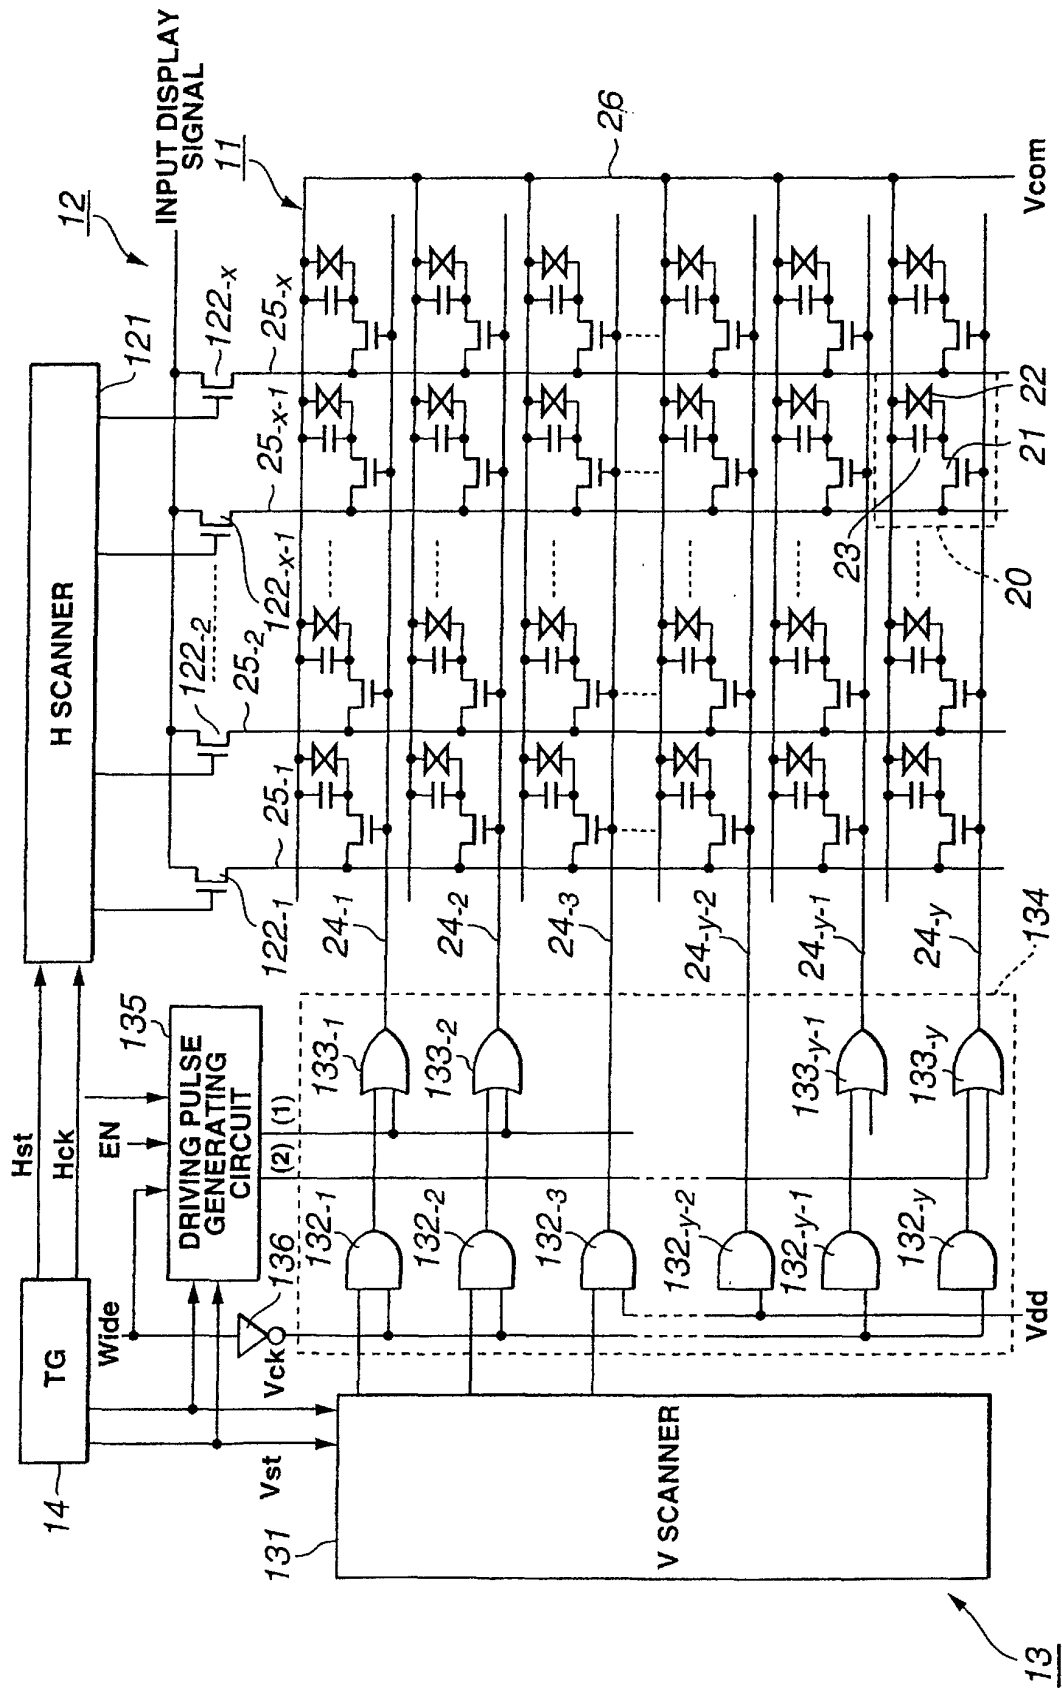 12
INPUT DISPLAY
SIGNAL
11
H SCANNER
121
122-1
122-2
122-x-1
122-x
25-1
25-2
25-x-1
25-x
26
Vcom
TG
14
Hst
Hck
Wide
EN
DRIVING PULSE
GENERATING
CIRCUIT
135
(1)
(2)
136
Vck
Vst
131
V SCANNER
13
132-1
132-2
132-3
132-y-2
132-y-1
132-y
133-1
133-2
133-y-1
133-y
24-1
24-2
24-3
24-y-2
24-y-1
24-y
134
Vdd
20
21
22
23